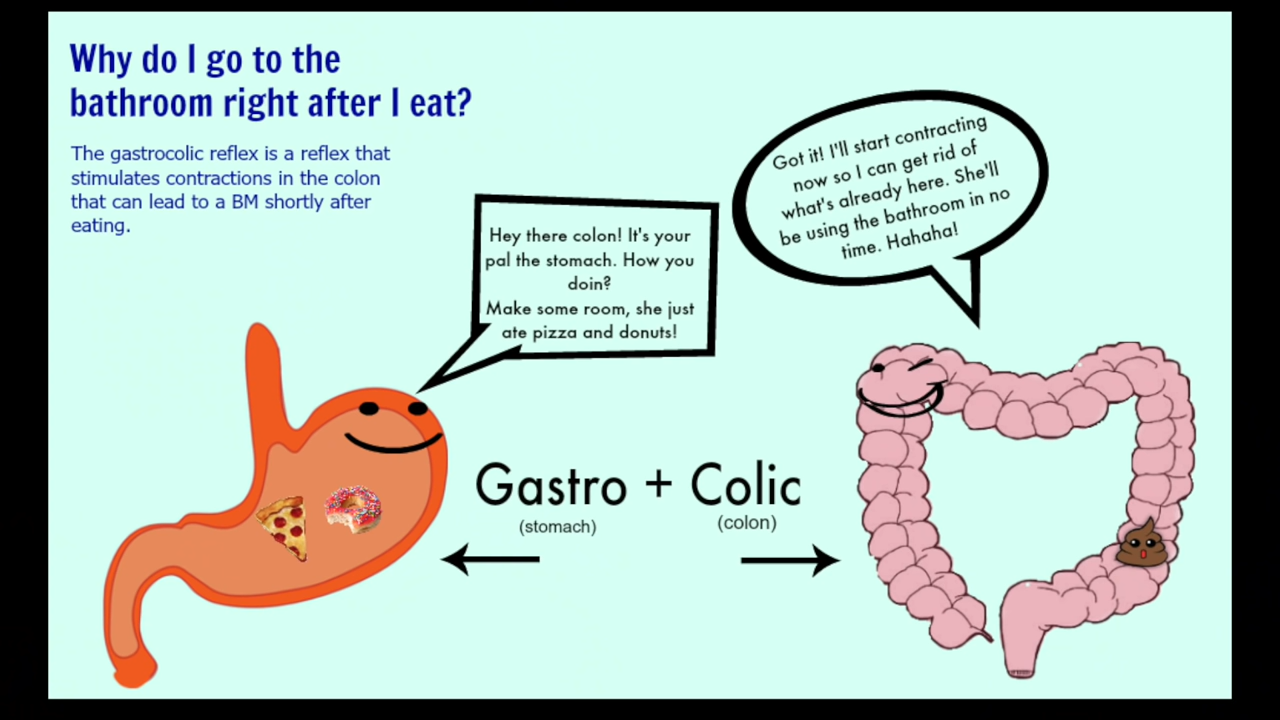 Why do I go to the
bathroom right after I eat?
The gastrocolic reflex is a reflex that
stimulates contractions in the colon
that can lead to a BM shortly after
eating.
Hey there colon! It's your
pal the stomach. How you
doin?
Make some room, she just
ate pizza and donuts!
Got it! I'll start contracting
now so I can get rid of
what's already here. She'll
be using the bathroom in no
time. Hahaha!
Gastro + Colic
(stomach) (colon)